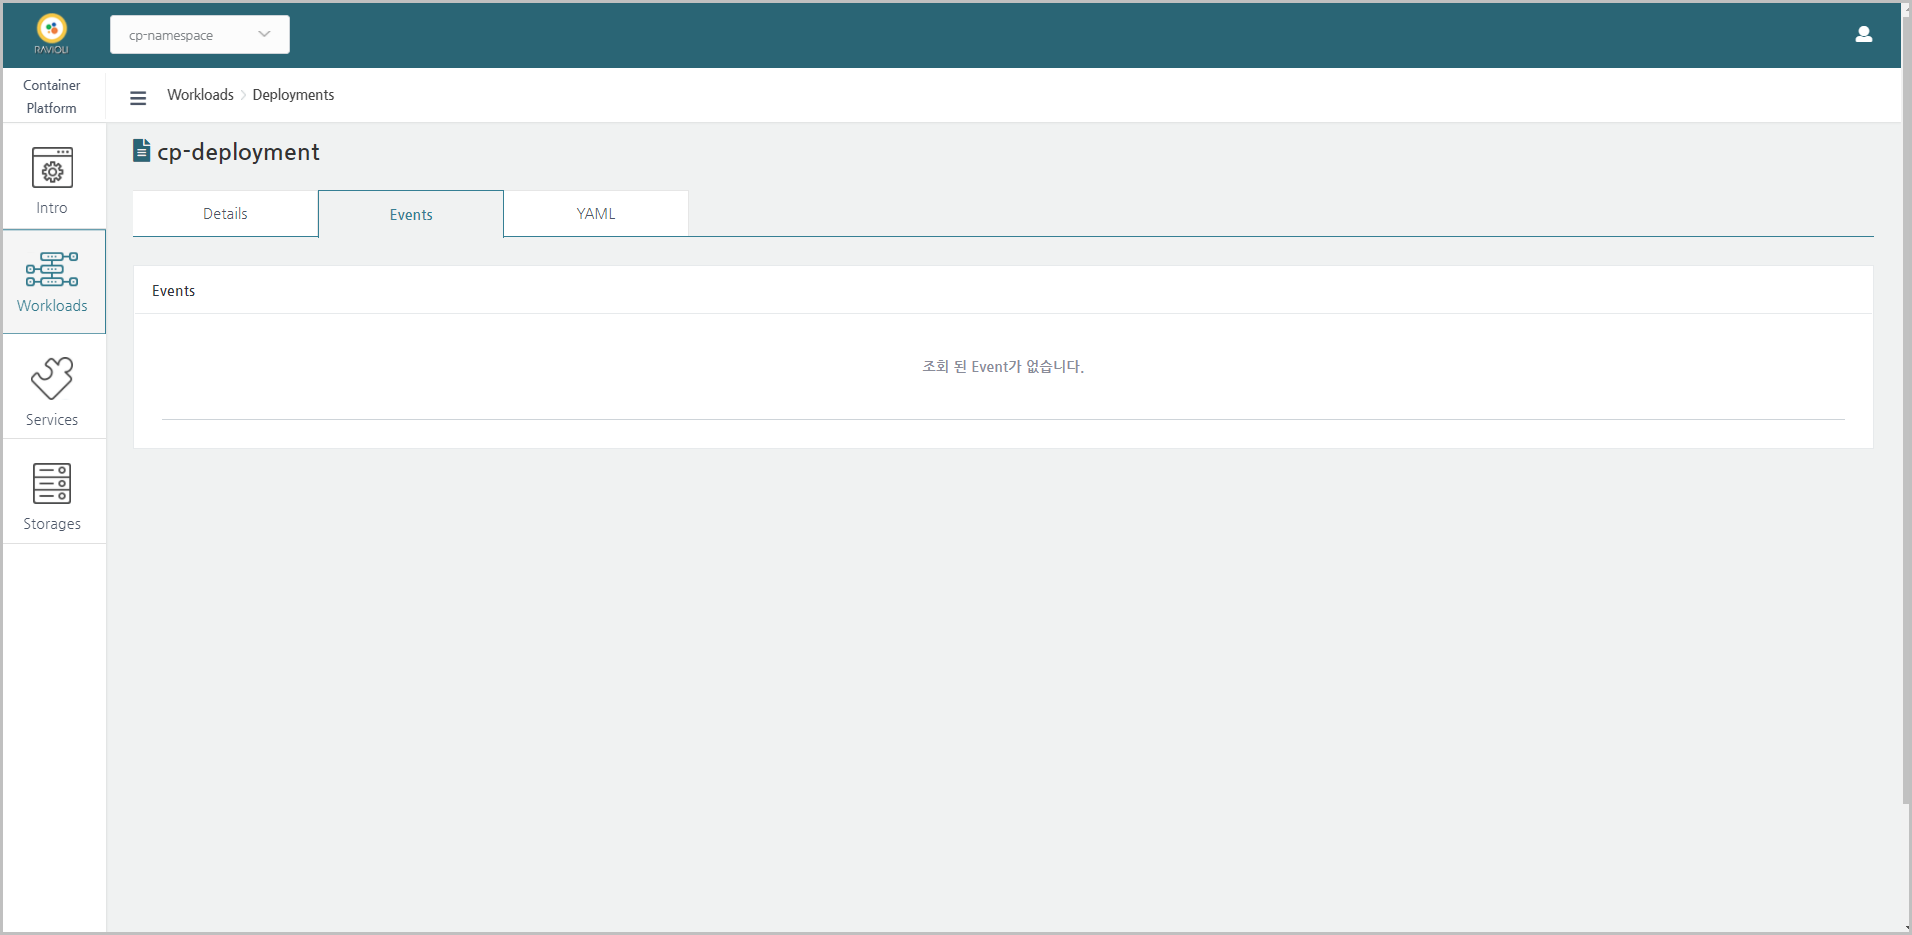 RAVIOLI
cp-namespace
Container
Platform
Workloads > Deployments
cp-deployment
Intro
Details
Events
YAML
Events
Workloads
조회 된 Event가 없습니다.
Services
Storages